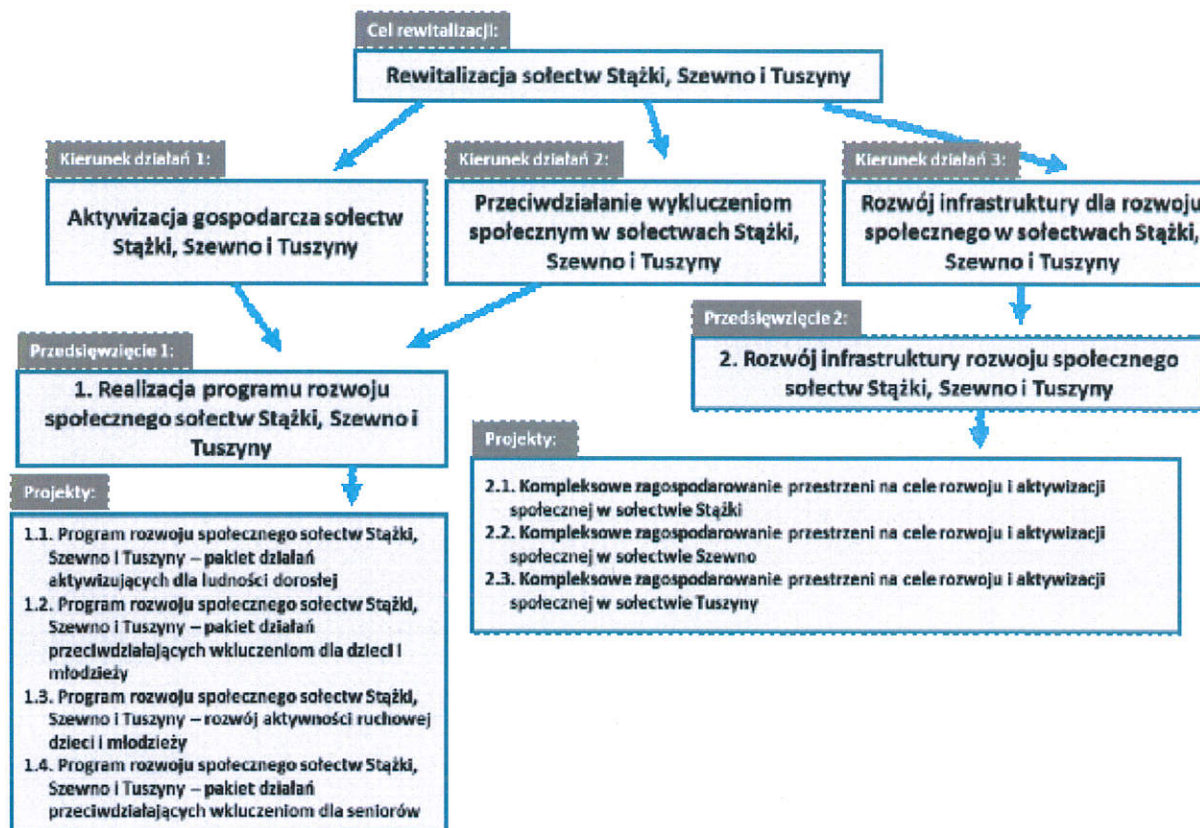 Cel rewitalizacji:
Rewitalizacja sołectw Stążki, Szewno i Tuszyny
Kierunek działań 1:
Aktywizacja gospodarcza sołectw
Stążki, Szewno i Tuszyny
Kierunek działań 2:
Przeciwdziałanie wykluczeniom
społecznym w sołectwach Stążki,
Szewno i Tuszyny
Kierunek działań 3:
Rozwój infrastruktury dla rozwoju
społecznego w sołectwach Stążki,
Szewno i Tuszyny
Przedsięwzięcie 1:
1. Realizacja programu rozwoju
społecznego sołectw Stążki, Szewno i
Tuszyny
Projekty:
1.1. Program rozwoju społecznego sołectw Stążki,
Szewno i Tuszyny – pakiet działań
aktywizujących dla ludności dorosłej
1.2. Program rozwoju społecznego sołectw Stążki,
Szewno i Tuszyny – pakiet działań
przeciwdziałających wkluczeniom dla dzieci i
młodzieży
1.3. Program rozwoju społecznego sołectw Stążki,
Szewno i Tuszyny – rozwój aktywności ruchowej
dzieci i młodzieży
1.4. Program rozwoju społecznego sołectw Stążki,
Szewno i Tuszyny – pakiet działań
przeciwdziałających wkluczeniom dla seniorów
Przedsięwzięcie 2:
2. Rozwój infrastruktury rozwoju społecznego
sołectw Stążki, Szewno i Tuszyny
Projekty:
2.1. Kompleksowe zagospodarowanie przestrzeni na cele rozwoju i aktywizacji
społecznej w sołectwie Stążki
2.2. Kompleksowe zagospodarowanie przestrzeni na cele rozwoju i aktywizacji
społecznej w sołectwie Szewno
2.3. Kompleksowe zagospodarowanie przestrzeni na cele rozwoju i aktywizacji
społecznej w sołectwie Tuszyny